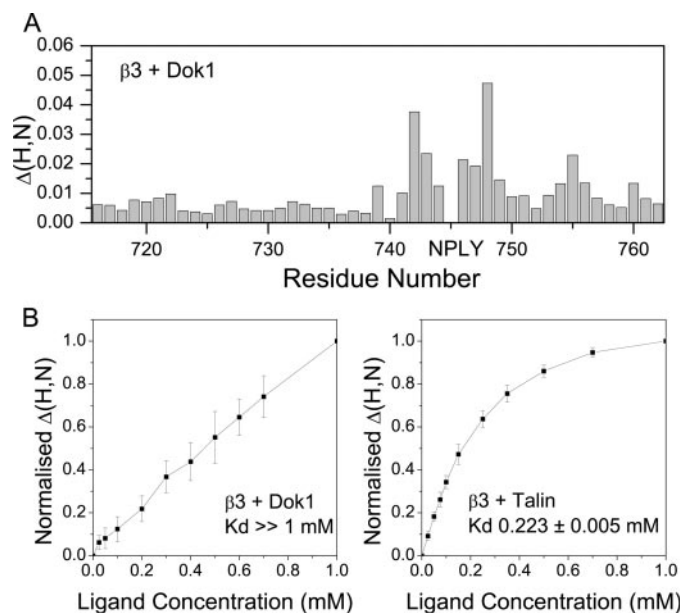 A
β3 + Dok1
Δ(H,N)
0.06
0.05
0.04
0.03
0.02
0.01
0.00
720 730 740 NPLY 750 760
Residue Number
B
Normalised Δ(H,N)
1.0
0.8
0.6
0.4
0.2
0.0
β3 + Dok1
Kd >> 1 mM
0.0 0.2 0.4 0.6 0.8 1.0
Ligand Concentration (mM)
Normalised Δ(H,N)
1.0
0.8
0.6
0.4
0.2
0.0
β3 + Talin
Kd 0.223 ± 0.005 mM
0.0 0.2 0.4 0.6 0.8 1.0
Ligand Concentration (mM)